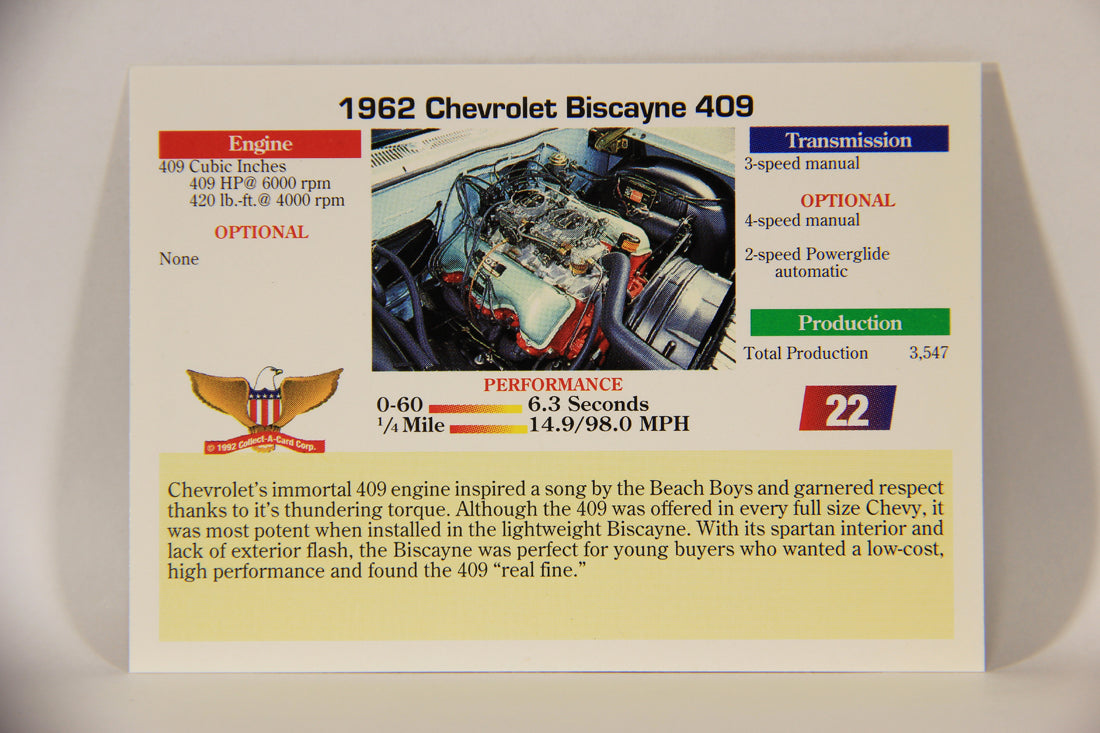 1962 Chevrolet Biscayne 409
Engine
409 Cubic Inches
409 HP@ 6000 rpm
420 lb.-ft.@ 4000 rpm
OPTIONAL
None
© 1992 Collect-A-Card Corp.
PERFORMANCE
0-60 6.3 Seconds
1/4 Mile 14.9/98.0 MPH
Transmission
3-speed manual
OPTIONAL
4-speed manual
2-speed Powerglide
automatic
Production
Total Production 3,547
22
Chevrolet's immortal 409 engine inspired a song by the Beach Boys and garnered respect
thanks to it's thundering torque. Although the 409 was offered in every full size Chevy, it
was most potent when installed in the lightweight Biscayne. With its spartan interior and
lack of exterior flash, the Biscayne was perfect for young buyers who wanted a low-cost,
high performance and found the 409 “real fine.”